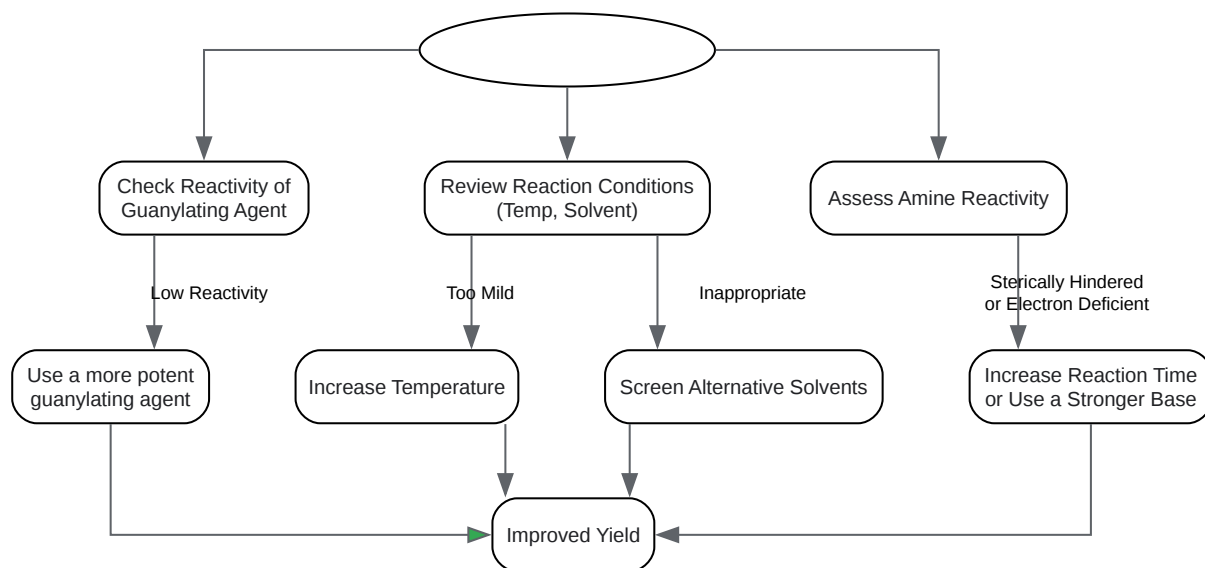 Check Reactivity of
Guanylating Agent
Review Reaction Conditions
(Temp, Solvent)
Assess Amine Reactivity
Low Reactivity
Too Mild
Inappropriate
Sterically Hindered
or Electron Deficient
Use a more potent
guanylating agent
Increase Temperature
Screen Alternative Solvents
Increase Reaction Time
or Use a Stronger Base
Improved Yield